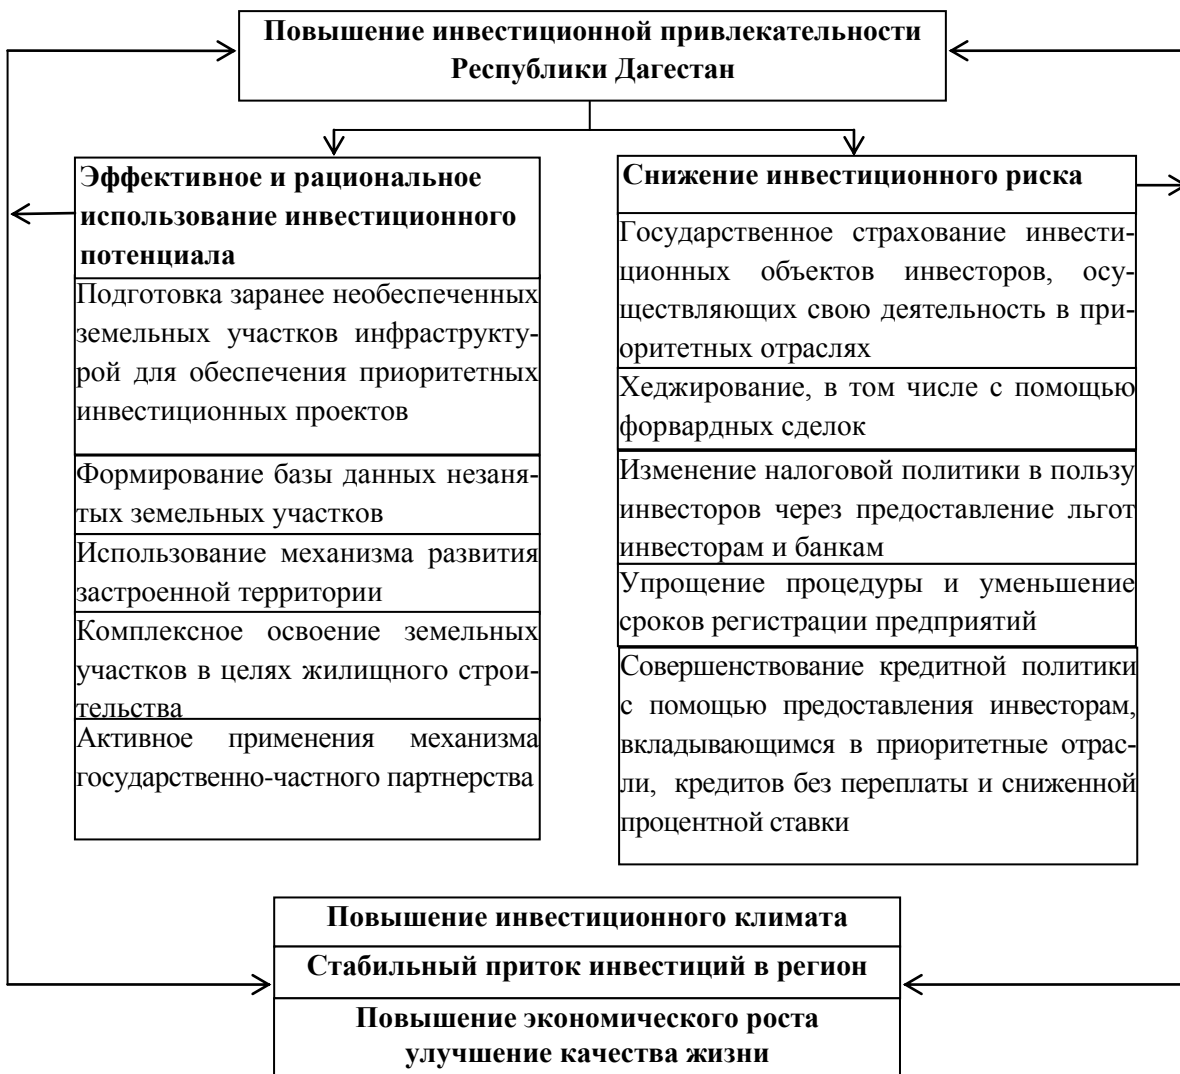 Повышение инвестиционной привлекательности
Республики Дагестан
Эффективное и рациональное
использование инвестиционного
потенциала
Подготовка заранее необеспеченных
земельных участков инфраструкту-
рой для обеспечения приоритетных
инвестиционных проектов
Формирование базы данных незаня-
тых земельных участков
Использование механизма развития
застроенной территории
Комплексное освоение земельных
участков в целях жилищного строи-
тельства
Активное применения механизма
государственно-частного партнерства
Снижение инвестиционного риска
Государственное страхование инвести-
ционных объектов инвесторов, осу-
ществляющих свою деятельность в при-
оритетных отраслях
Хеджирование, в том числе с помощью
форвардных сделок
Изменение налоговой политики в пользу
инвесторов через предоставление льгот
инвесторам и банкам
Упрощение процедуры и уменьшение
сроков регистрации предприятий
Совершенствование кредитной политики
с помощью предоставления инвесторам,
вкладывающимся в приоритетные отрас-
ли, кредитов без переплаты и сниженной
процентной ставки
Повышение инвестиционного климата
Стабильный приток инвестиций в регион
Повышение экономического роста
улучшение качества жизни